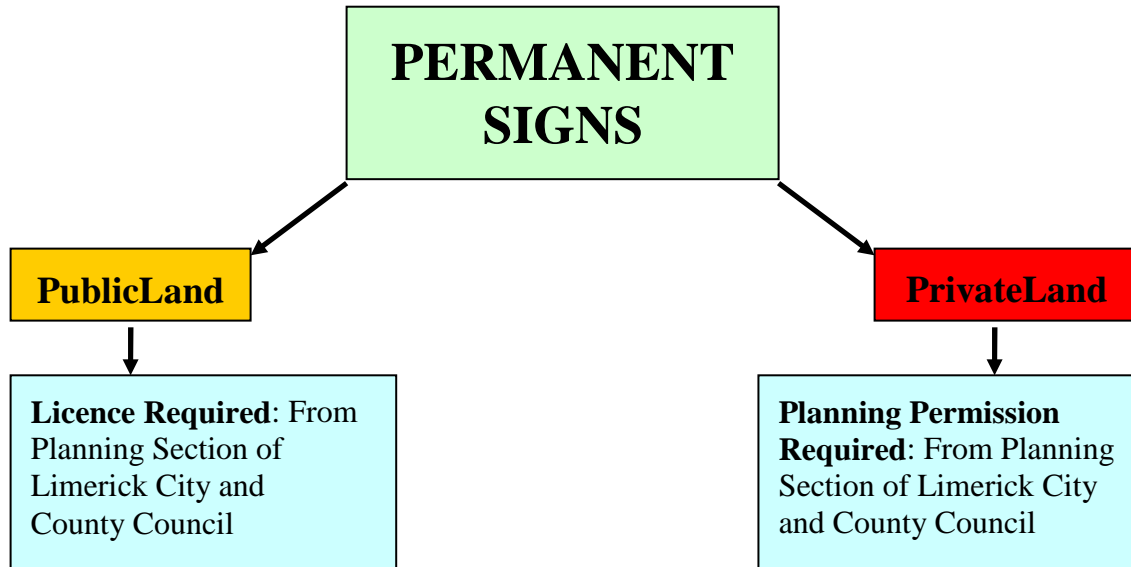 PERMANENT
SIGNS
PublicLand
PrivateLand
Licence Required: From
Planning Section of
Limerick City and
County Council
Planning Permission
Required: From Planning
Section of Limerick City
and County Council